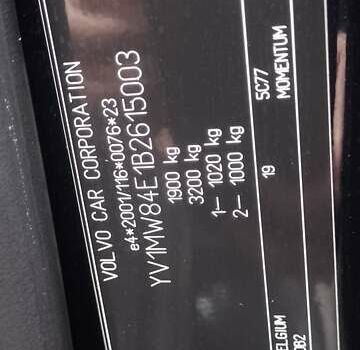 VOLVO CAR CORPORATION
e4*2001/116*0076*23
YV1MW84E1B2615003
1900 kg
3200 kg
1– 1020 kg
2– 1000 kg
19
5C77
MOMENTUM